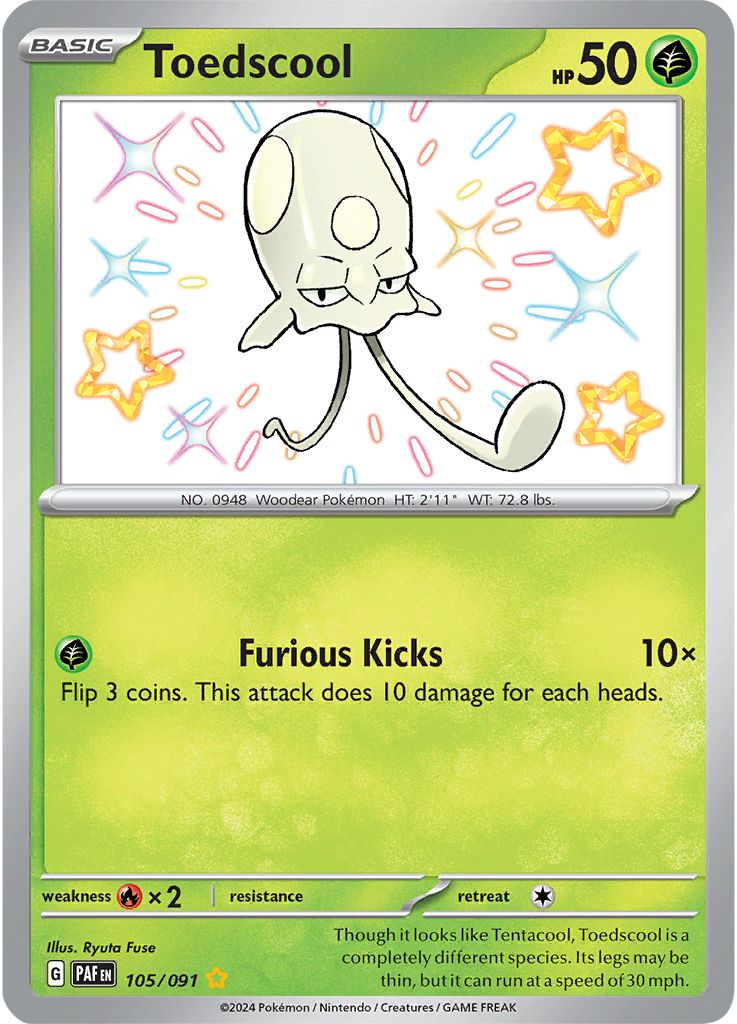 BASIC
Toedscool
HP 50
NO. 0948 Woodear Pokémon HT: 2'11" WT: 72.8 lbs.
Furious Kicks 10×
Flip 3 coins. This attack does 10 damage for each heads.
weakness ×2 resistance retreat
Illus. Ryuta Fuse
Though it looks like Tentacool, Toedscool is a
completely different species. Its legs may be
thin, but it can run at a speed of 30 mph.
G PAF EN 105/091
©2024 Pokémon / Nintendo / Creatures / GAME FREAK